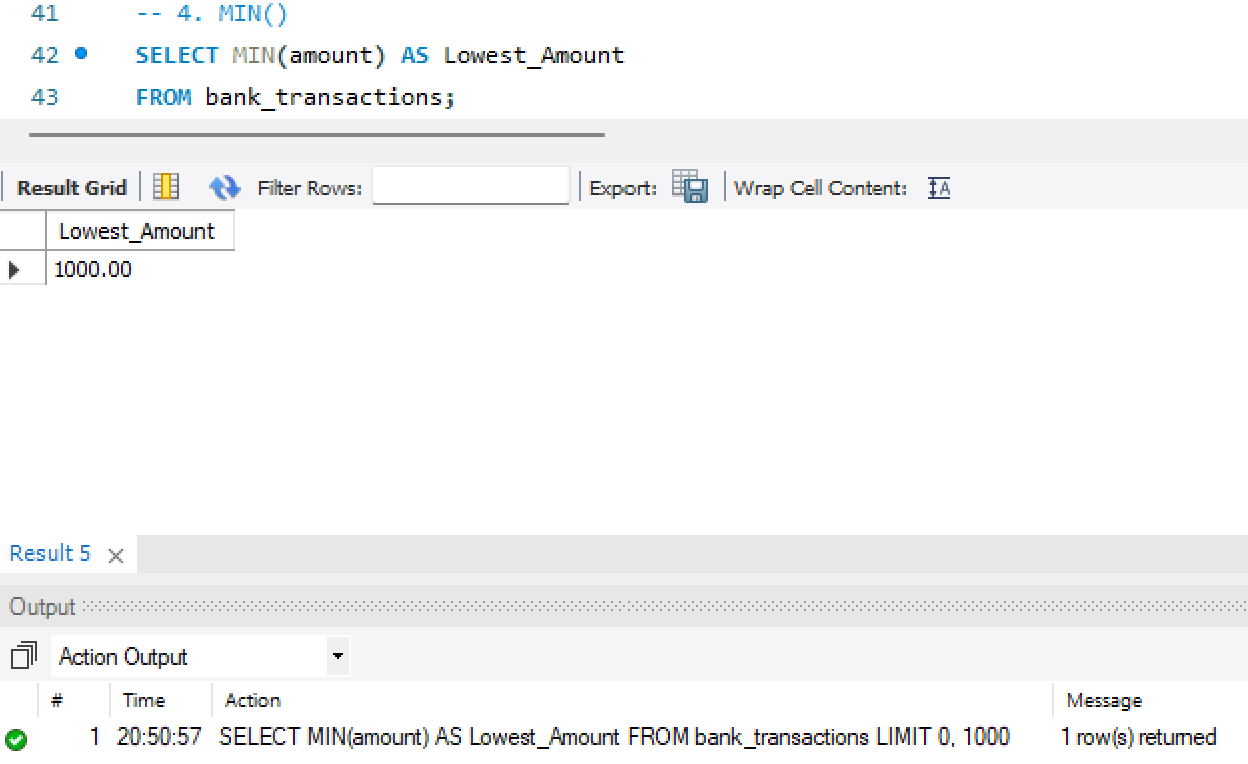 41 -- 4. MIN()
42 SELECT MIN(amount) AS Lowest_Amount
43 FROM bank_transactions;
Result Grid Filter Rows: Export: Wrap Cell Content: IA
Lowest_Amount
1000.00
Result 5
Output
Action Output
# Time Action Message
1 20:50:57 SELECT MIN(amount) AS Lowest_Amount FROM bank_transactions LIMIT 0, 1000 1 row(s) returned